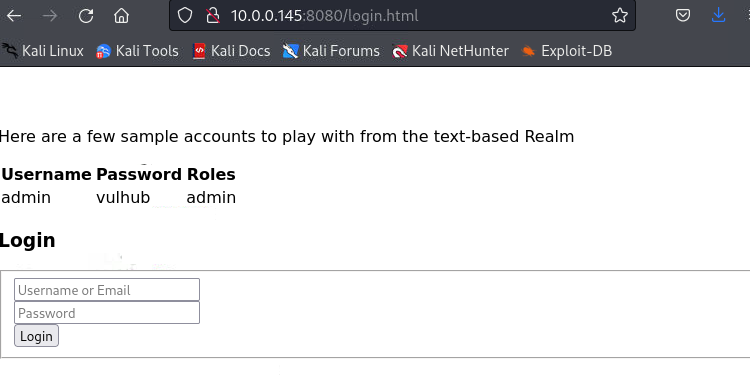 10.0.0.145:8080/login.html
Kali Linux Kali Tools Kali Docs Kali Forums Kali NetHunter Exploit-DB
Here are a few sample accounts to play with from the text-based Realm
Username Password Roles
admin vulhub admin
Login
Username or Email
Password
Login